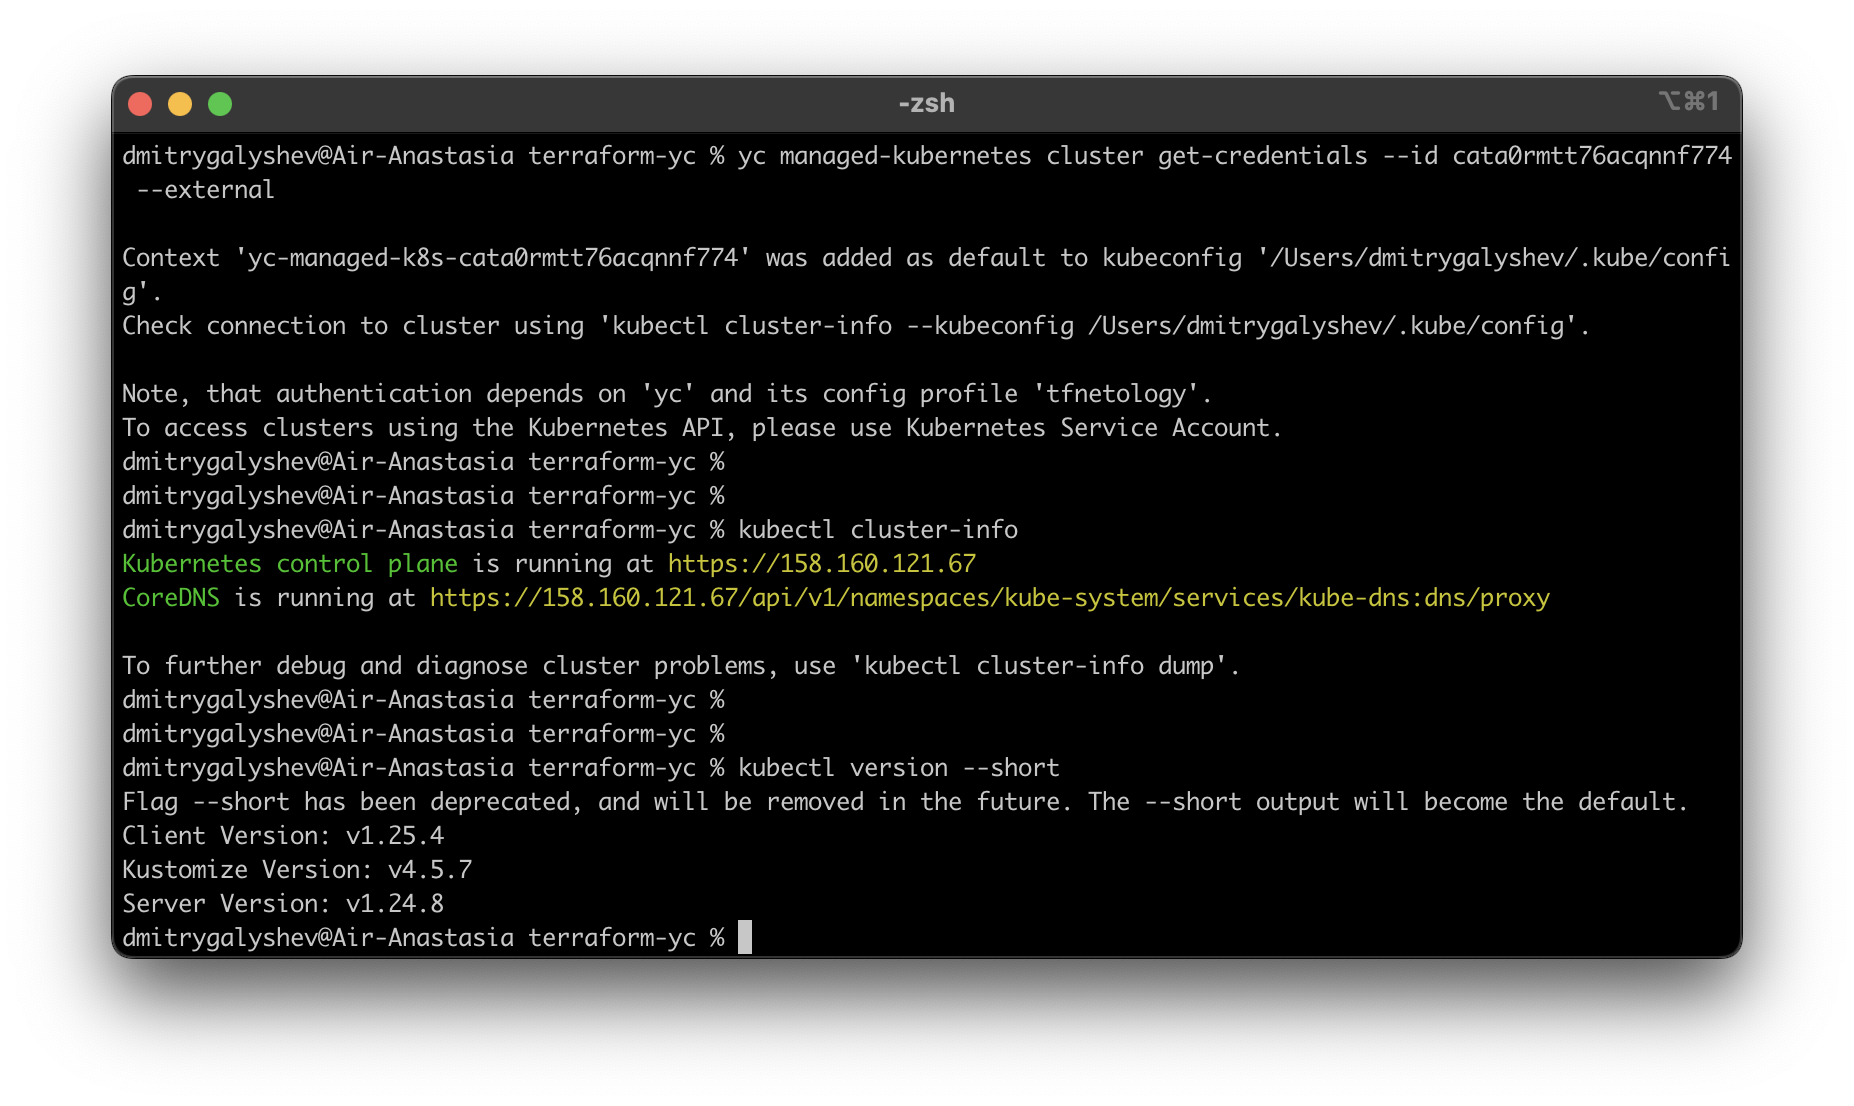 -zsh
⌥⌘1
dmitrygalyshev@Air-Anastasia terraform-yc % yc managed-kubernetes cluster get-credentials --id cata0rmtt76acqnnf774
--external
Context 'yc-managed-k8s-cata0rmtt76acqnnf774' was added as default to kubeconfig '/Users/dmitrygalyshev/.kube/confi
g'.
Check connection to cluster using 'kubectl cluster-info --kubeconfig /Users/dmitrygalyshev/.kube/config'.
Note, that authentication depends on 'yc' and its config profile 'tfnetology'.
To access clusters using the Kubernetes API, please use Kubernetes Service Account.
dmitrygalyshev@Air-Anastasia terraform-yc %
dmitrygalyshev@Air-Anastasia terraform-yc %
dmitrygalyshev@Air-Anastasia terraform-yc % kubectl cluster-info
Kubernetes control plane is running at https://158.160.121.67
CoreDNS is running at https://158.160.121.67/api/v1/namespaces/kube-system/services/kube-dns:dns/proxy
To further debug and diagnose cluster problems, use 'kubectl cluster-info dump'.
dmitrygalyshev@Air-Anastasia terraform-yc %
dmitrygalyshev@Air-Anastasia terraform-yc %
dmitrygalyshev@Air-Anastasia terraform-yc % kubectl version --short
Flag --short has been deprecated, and will be removed in the future. The --short output will become the default.
Client Version: v1.25.4
Kustomize Version: v4.5.7
Server Version: v1.24.8
dmitrygalyshev@Air-Anastasia terraform-yc %